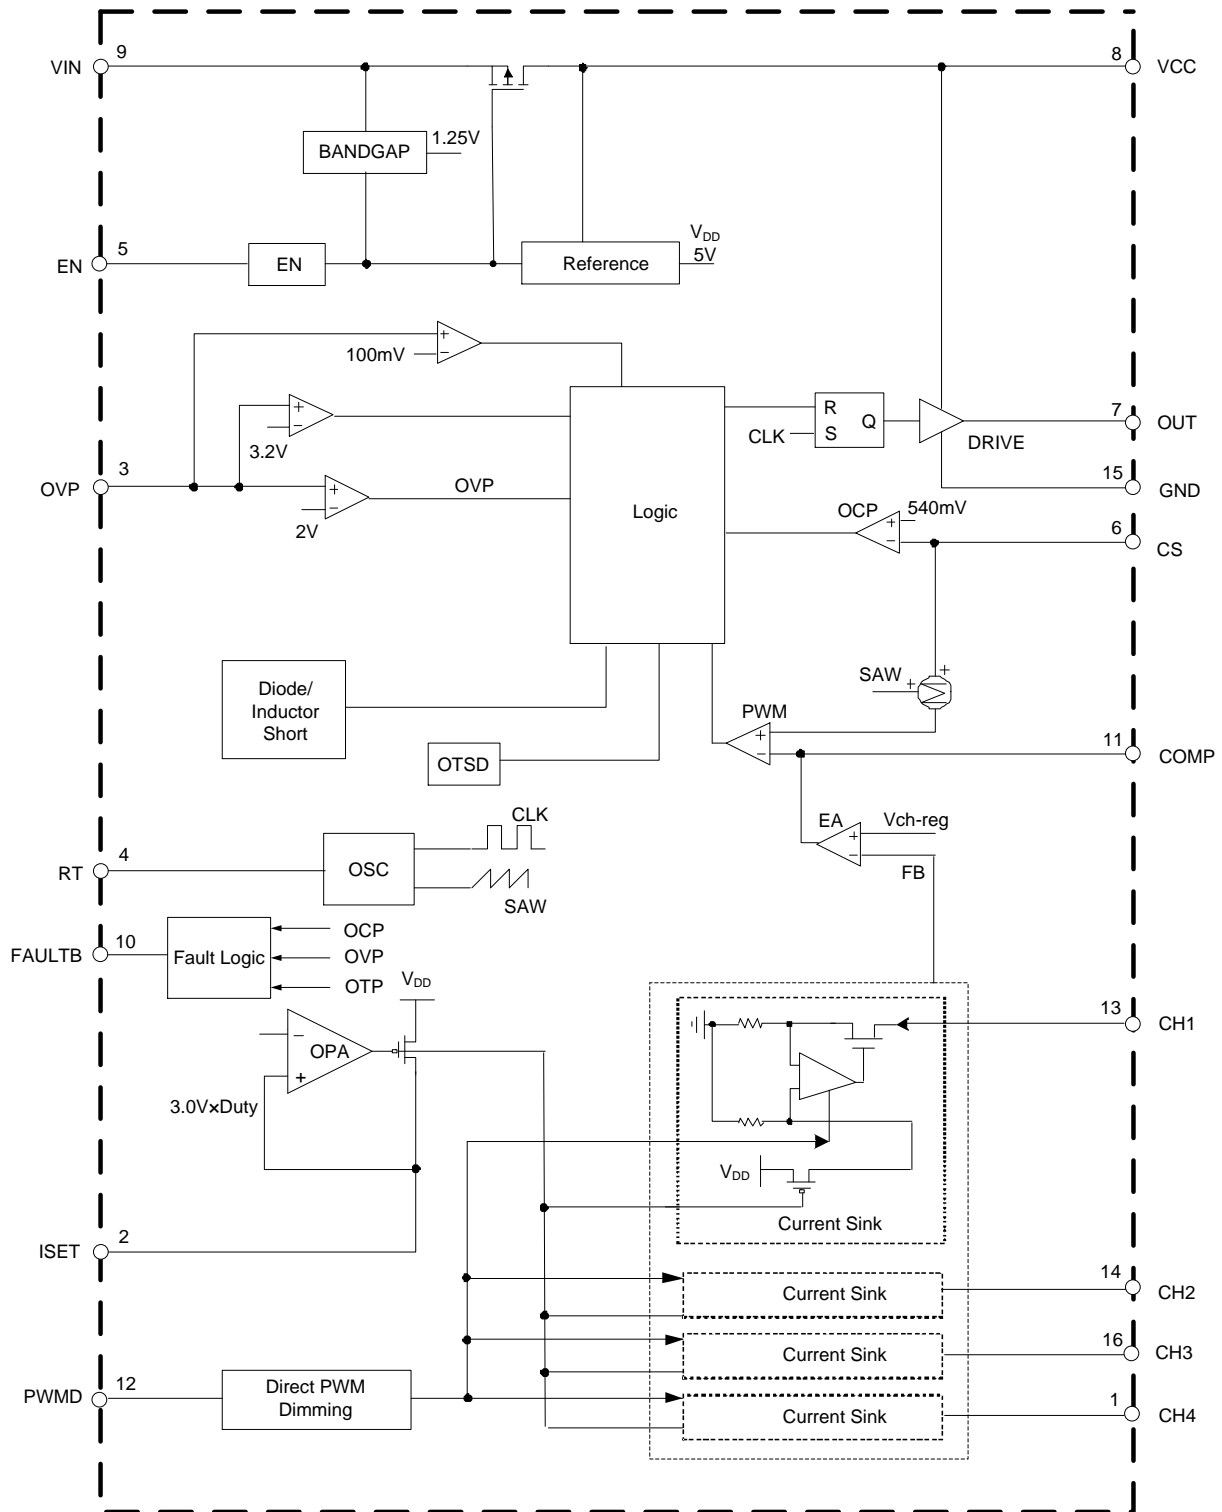 9
VIN
8
VCC
BANDGAP
1.25V
5
EN
EN
Reference
VDD
5V
+
−
100mV
+
−
3.2V
3
OVP
+
−
2V
OVP
Logic
R
S
Q
CLK
DRIVE
7
OUT
15
GND
OCP
+
−
540mV
6
CS
SAW
+
+
Σ
Diode/
Inductor
Short
PWM
+
−
11
COMP
OTSD
EA
+
−
Vch-reg
FB
4
RT
OSC
CLK
SAW
10
FAULTB
Fault Logic
OCP
OVP
OTP
VDD
−
+
OPA
3.0V×Duty
13
CH1
VDD
Current Sink
2
ISET
14
CH2
Current Sink
16
CH3
Current Sink
12
PWMD
Direct PWM
Dimming
1
CH4
Current Sink